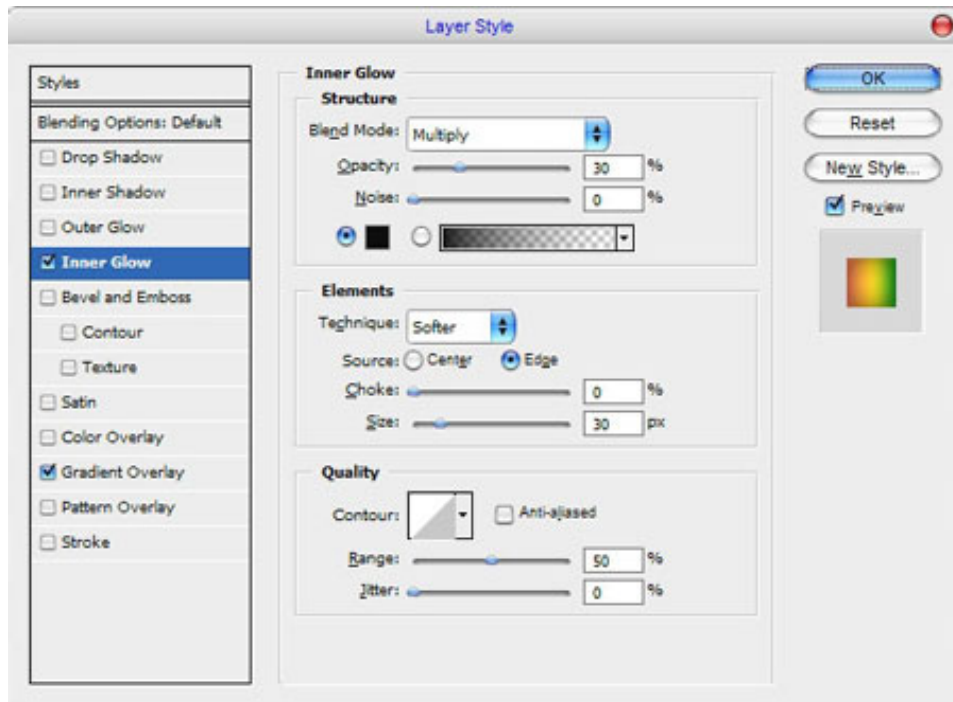 Layer Style
Styles
Blending Options: Default
Drop Shadow
Inner Shadow
Outer Glow
Inner Glow
Bevel and Emboss
Contour
Texture
Satin
Color Overlay
Gradient Overlay
Pattern Overlay
Stroke
Inner Glow
Structure
Blend Mode: Multiply
Opacity: 30 %
Noise: 0 %
Elements
Technique: Softer
Source: Center Edge
Choke: 0 %
Size: 30 px
Quality
Contour: Anti-aliased
Range: 50 %
Jitter: 0 %
OK
Reset
New Style...
Preview